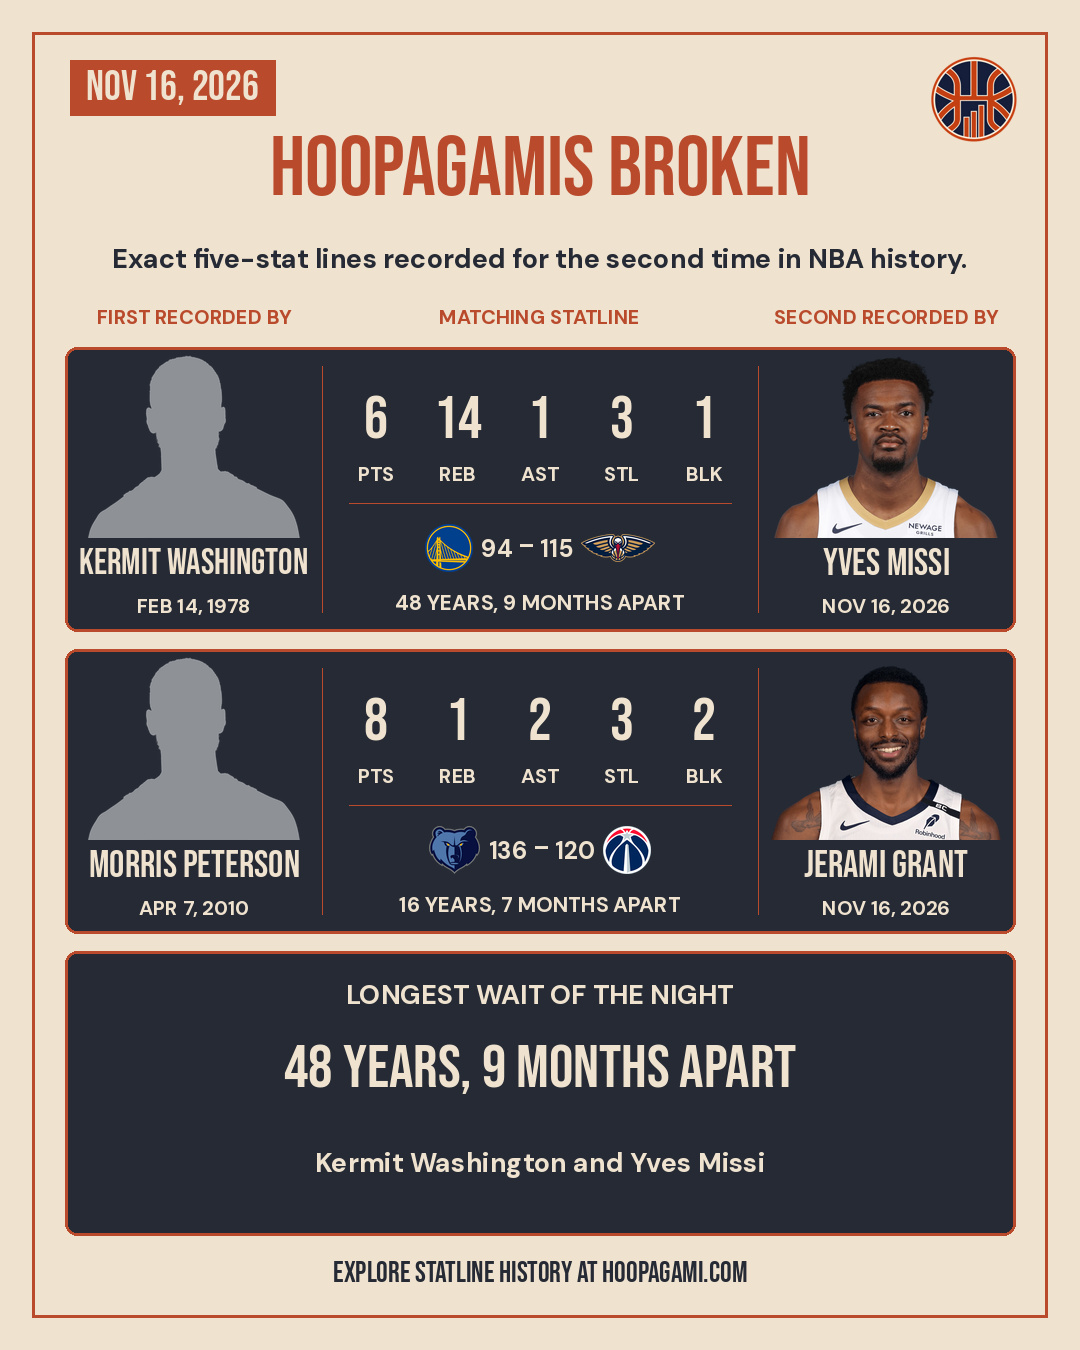 NOV 16, 2026
HOOPAGAMIS BROKEN
Exact five-stat lines recorded for the second time in NBA history.
FIRST RECORDED BY
MATCHING STATLINE
SECOND RECORDED BY
6 14 1 3 1
PTS REB AST STL BLK
94 – 115
48 YEARS, 9 MONTHS APART
KERMIT WASHINGTON
FEB 14, 1978
NEWAGE
GRILLS
YVES MISSI
NOV 16, 2026
8 1 2 3 2
PTS REB AST STL BLK
136 – 120
16 YEARS, 7 MONTHS APART
MORRIS PETERSON
APR 7, 2010
Robinhood
JERAMI GRANT
NOV 16, 2026
LONGEST WAIT OF THE NIGHT
48 YEARS, 9 MONTHS APART
Kermit Washington and Yves Missi
EXPLORE STATLINE HISTORY AT HOOPAGAMI.COM